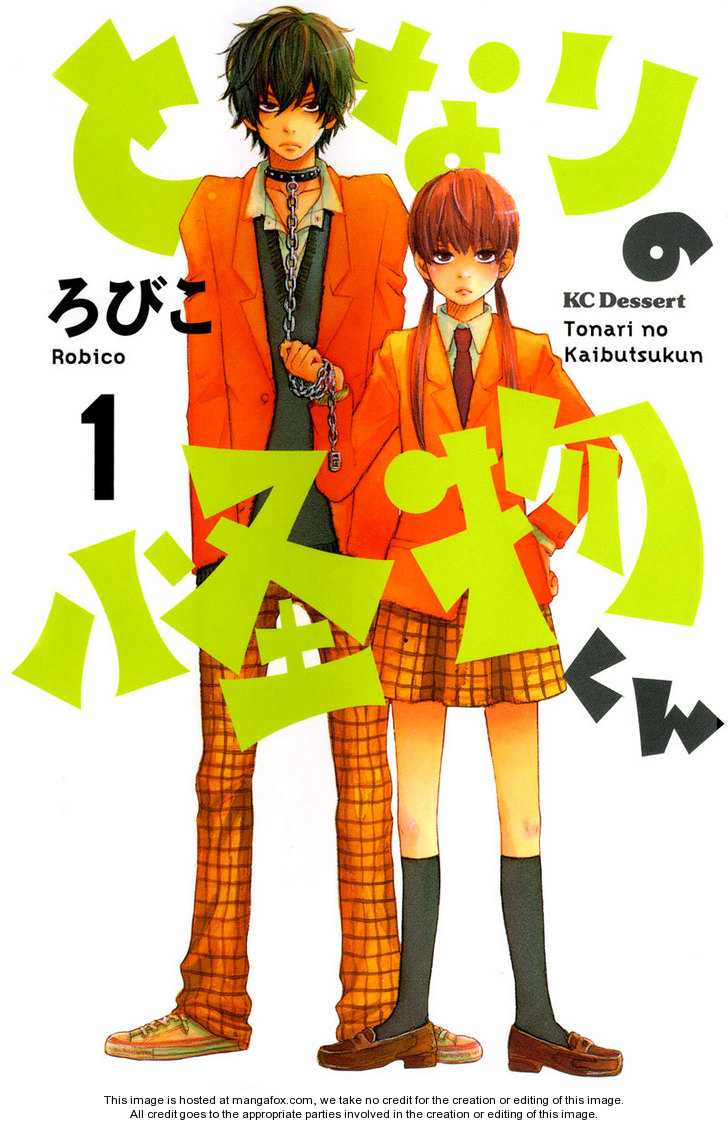 となりの
ろびこ
Robico
KC Dessert
Tonari no
Kaibutsukun
1
怪物くん
This image is hosted at mangafox.com, we take no credit for the creation or editing of this image.
All credit goes to the appropriate parties involved in the creation or editing of this image.